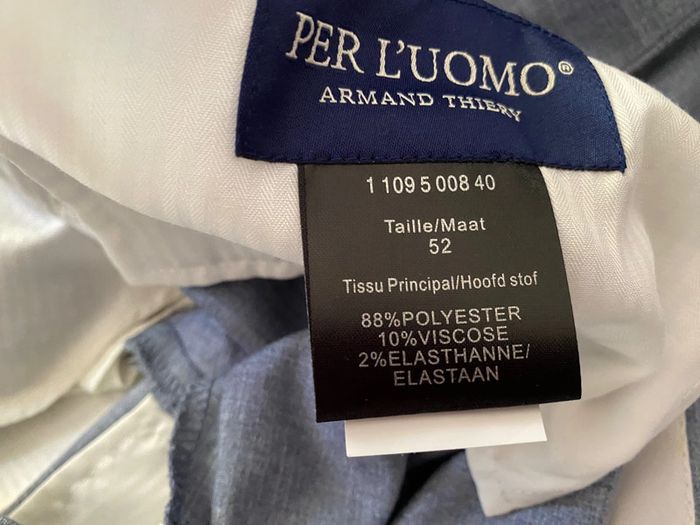 PER L'UOMO®
ARMAND THIERY
1 109 5 008 40
Taille/Maat
52
Tissu Principal/Hoofd stof
88%POLYESTER
10%VISCOSE
2%ELASTHANNE/
ELASTAAN